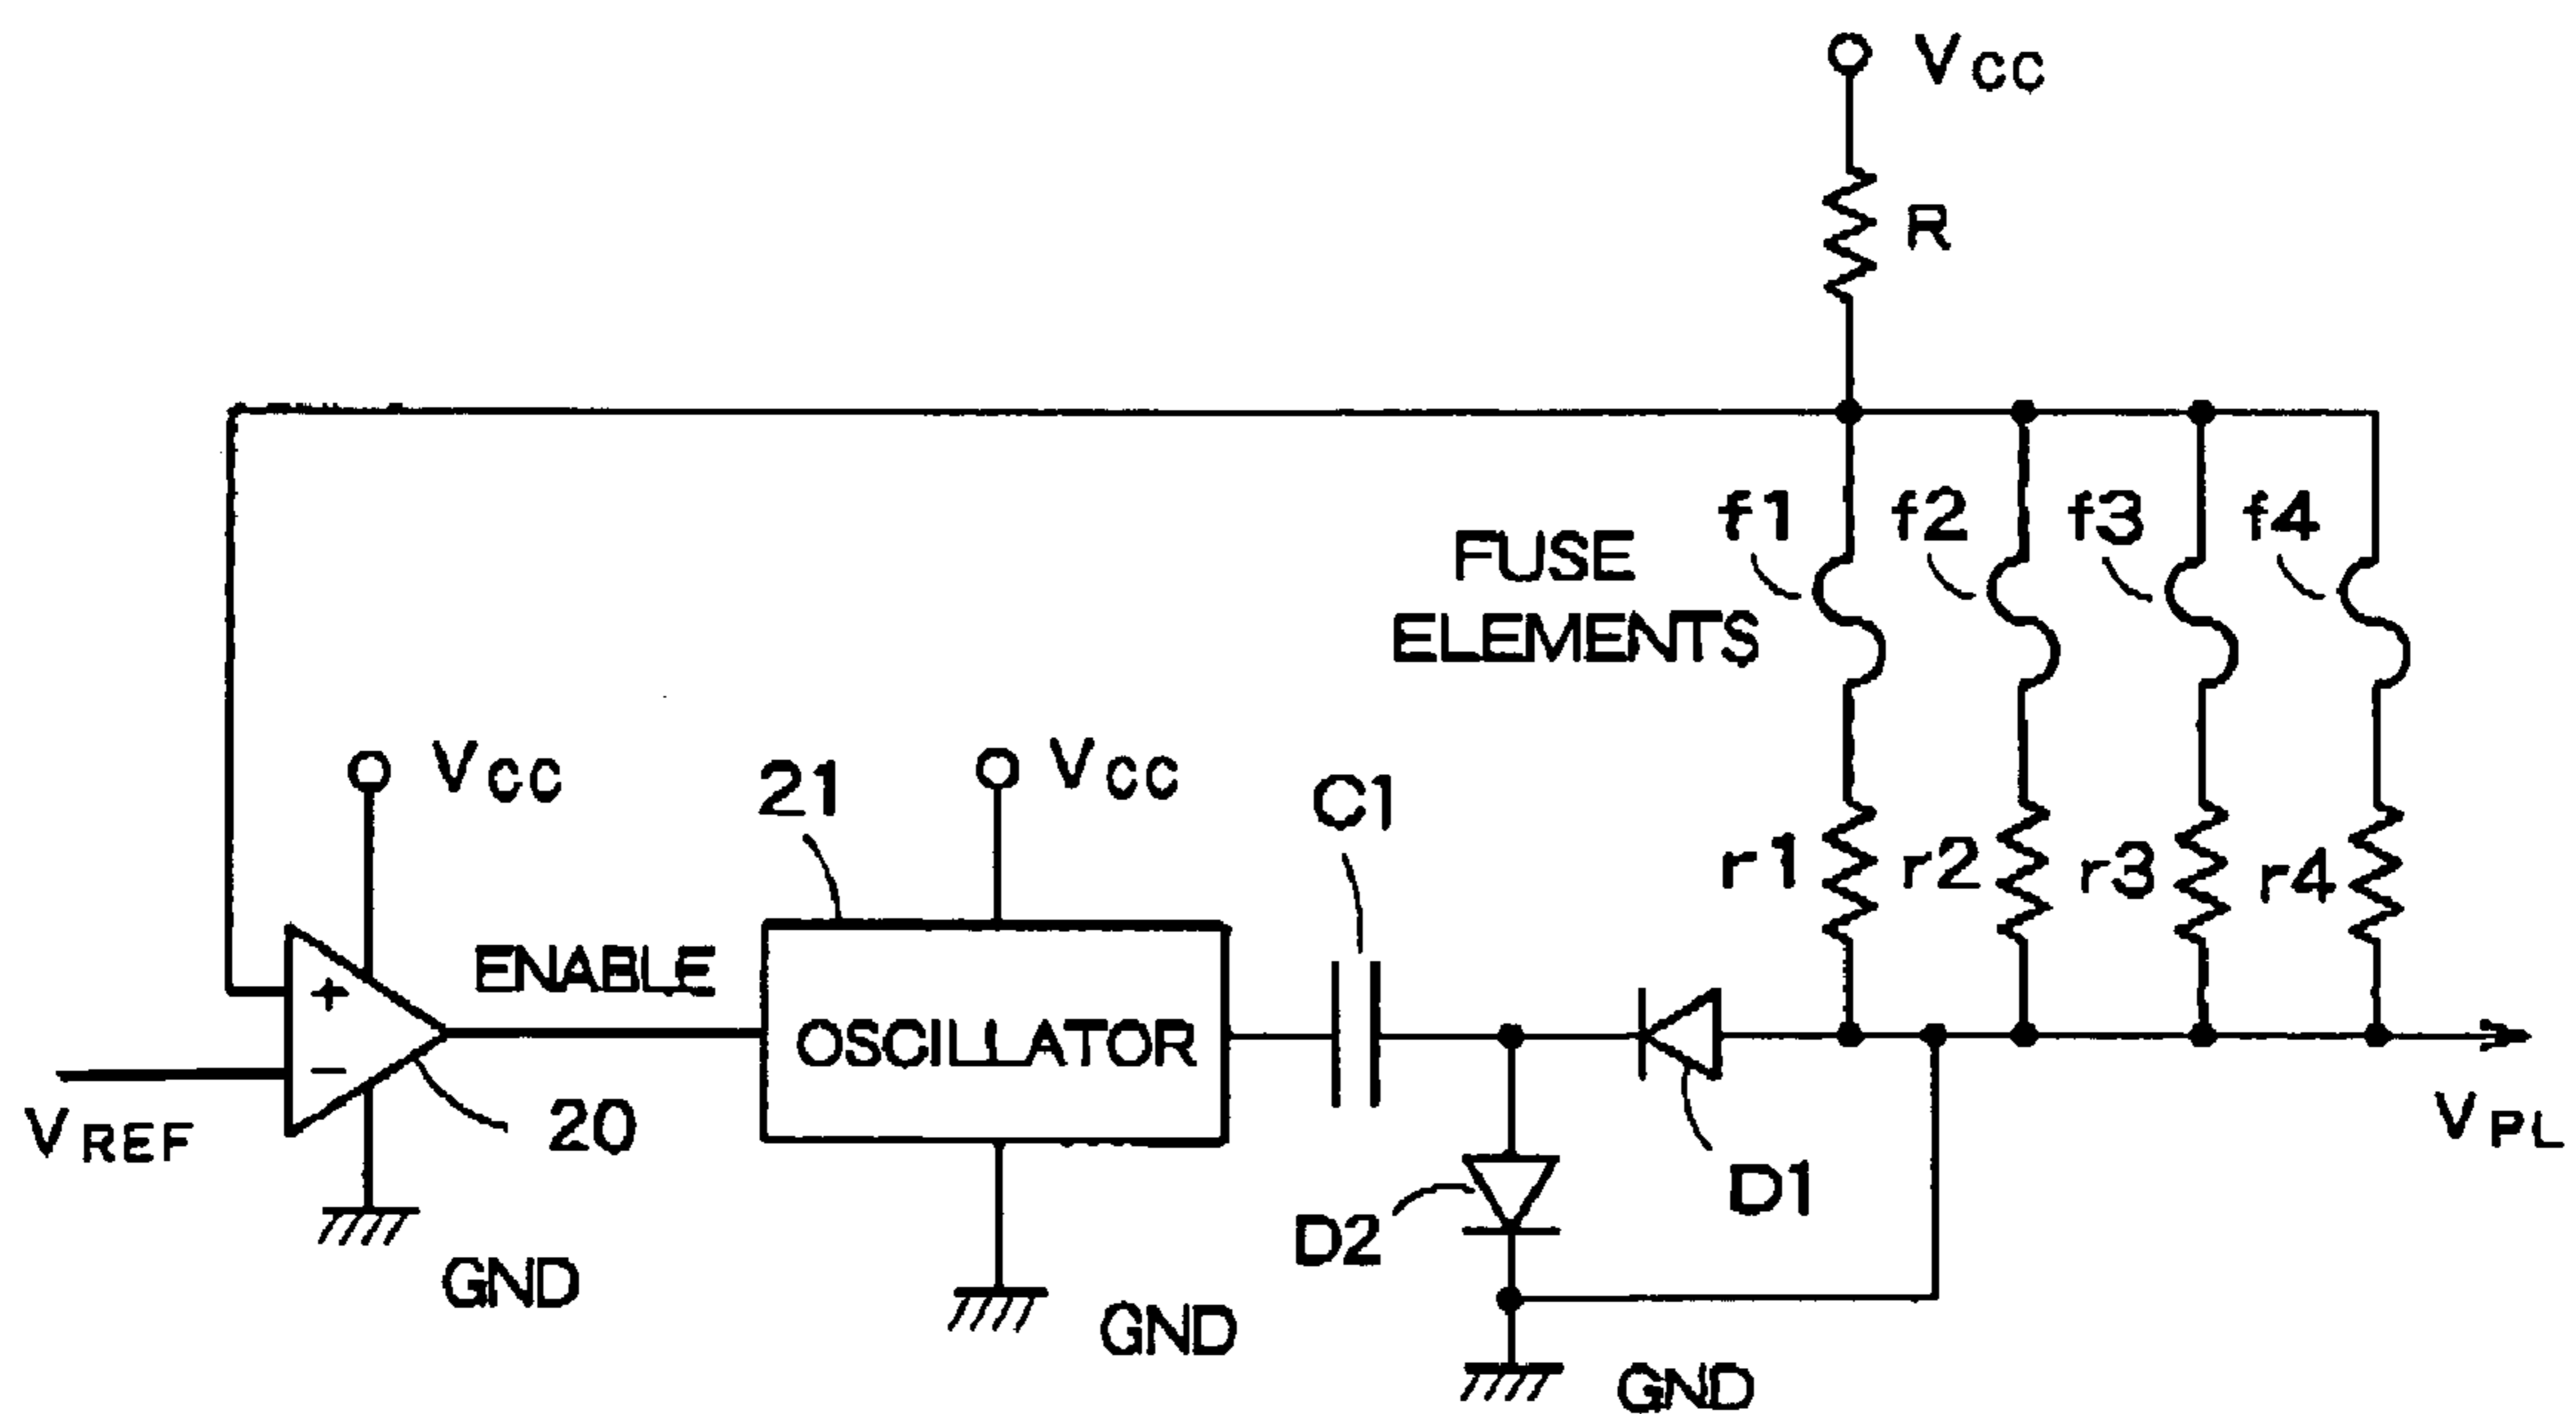 VCC
R
f1 f2 f3 f4
FUSE
ELEMENTS
VCC
21
VCC
C1
r1 r2 r3 r4
ENABLE
+
OSCILLATOR
−
VREF
20
D1
VPL
D2
GND
GND
GND